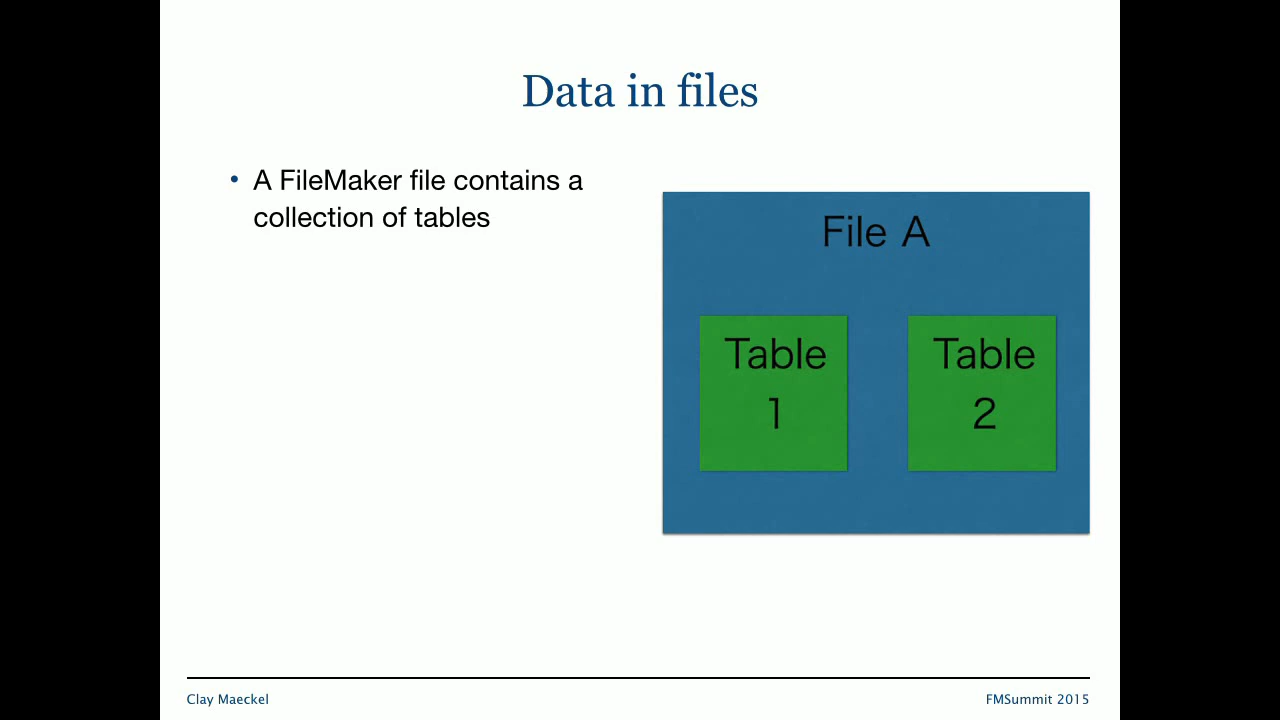 Data in files
• A FileMaker file contains a
collection of tables
File A
Table
1
Table
2
Clay Maeckel
FMSummit 2015